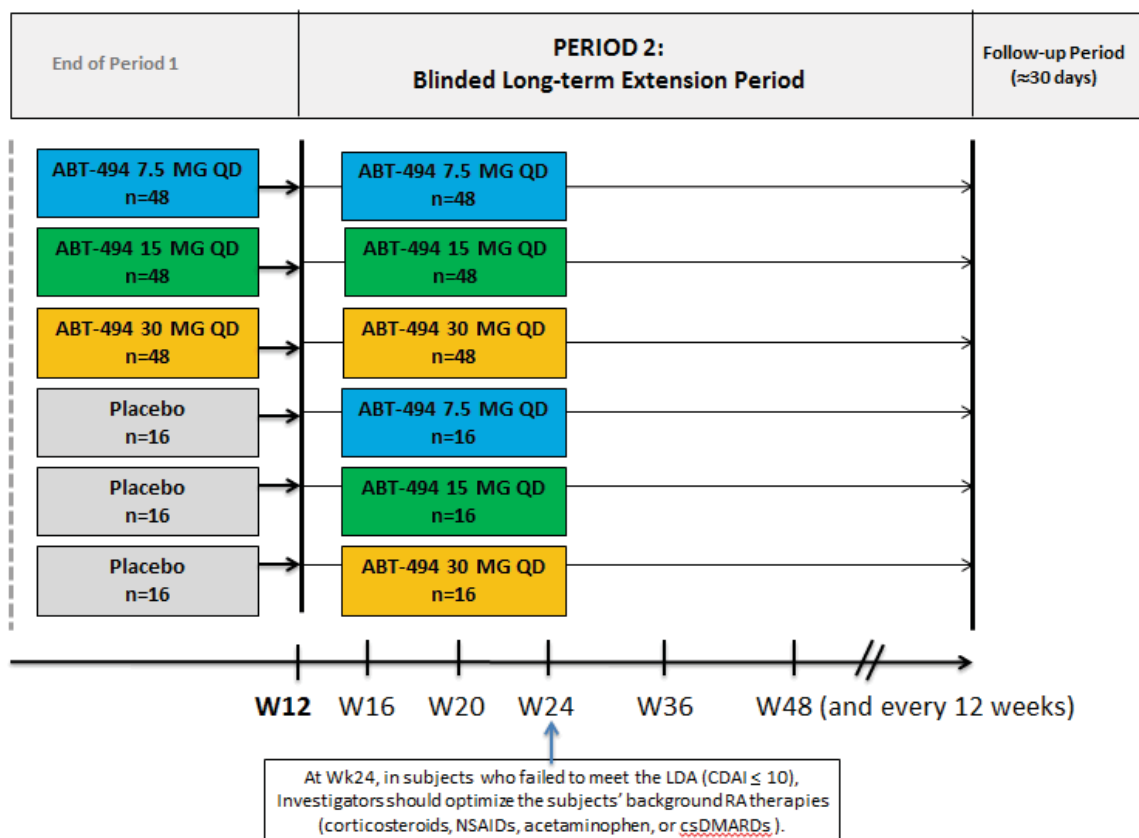 End of Period 1
PERIOD 2:
Blinded Long-term Extension Period
Follow-up Period
(≈30 days)
ABT-494 7.5 MG QD
n=48
ABT-494 7.5 MG QD
n=48
ABT-494 15 MG QD
n=48
ABT-494 15 MG QD
n=48
ABT-494 30 MG QD
n=48
ABT-494 30 MG QD
n=48
Placebo
n=16
ABT-494 7.5 MG QD
n=16
Placebo
n=16
ABT-494 15 MG QD
n=16
Placebo
n=16
ABT-494 30 MG QD
n=16
W12 W16 W20 W24 W36 W48 (and every 12 weeks)
At Wk24, in subjects who failed to meet the LDA (CDAI ≤ 10),
Investigators should optimize the subjects' background RA therapies
(corticosteroids, NSAIDs, acetaminophen, or csDMARDs ).